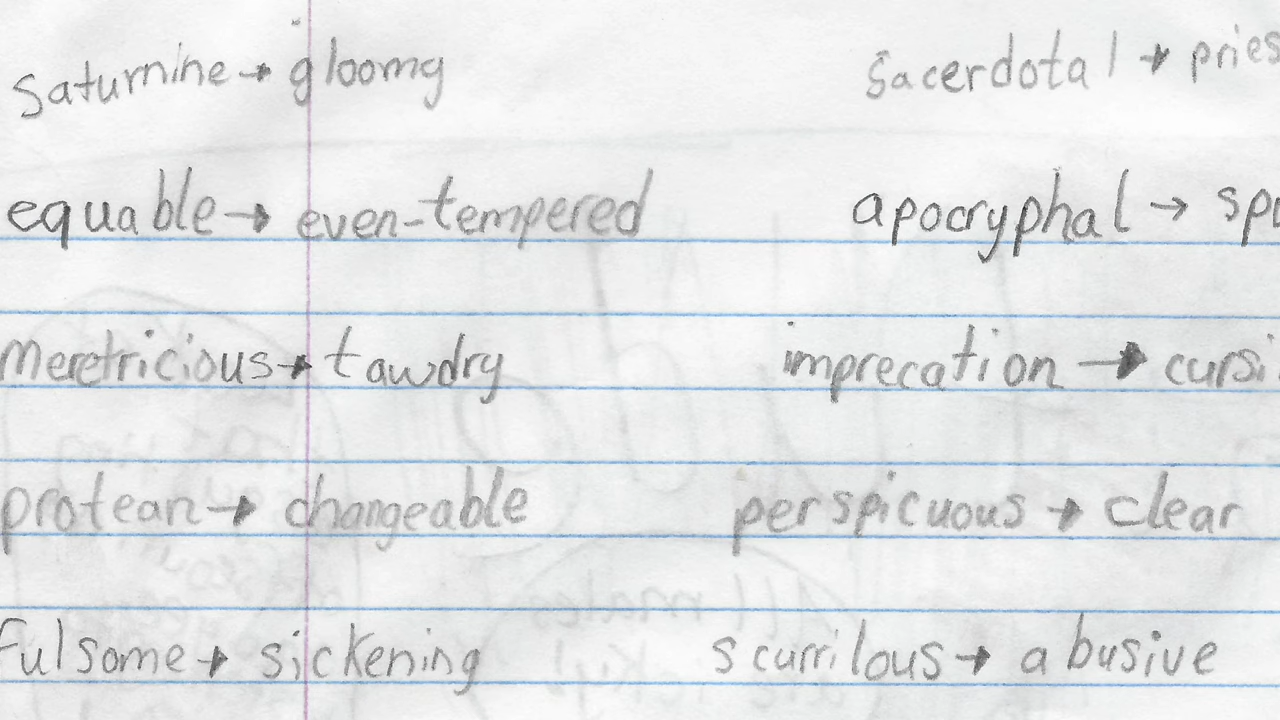 Saturnine → gloomy sacerdotal → pries
equable → even-tempered apocryphal → spu
Meretricious → tawdry imprecation → cursi
protean → changeable perspicuous → clear
fulsome → sickening scurrilous → abusive